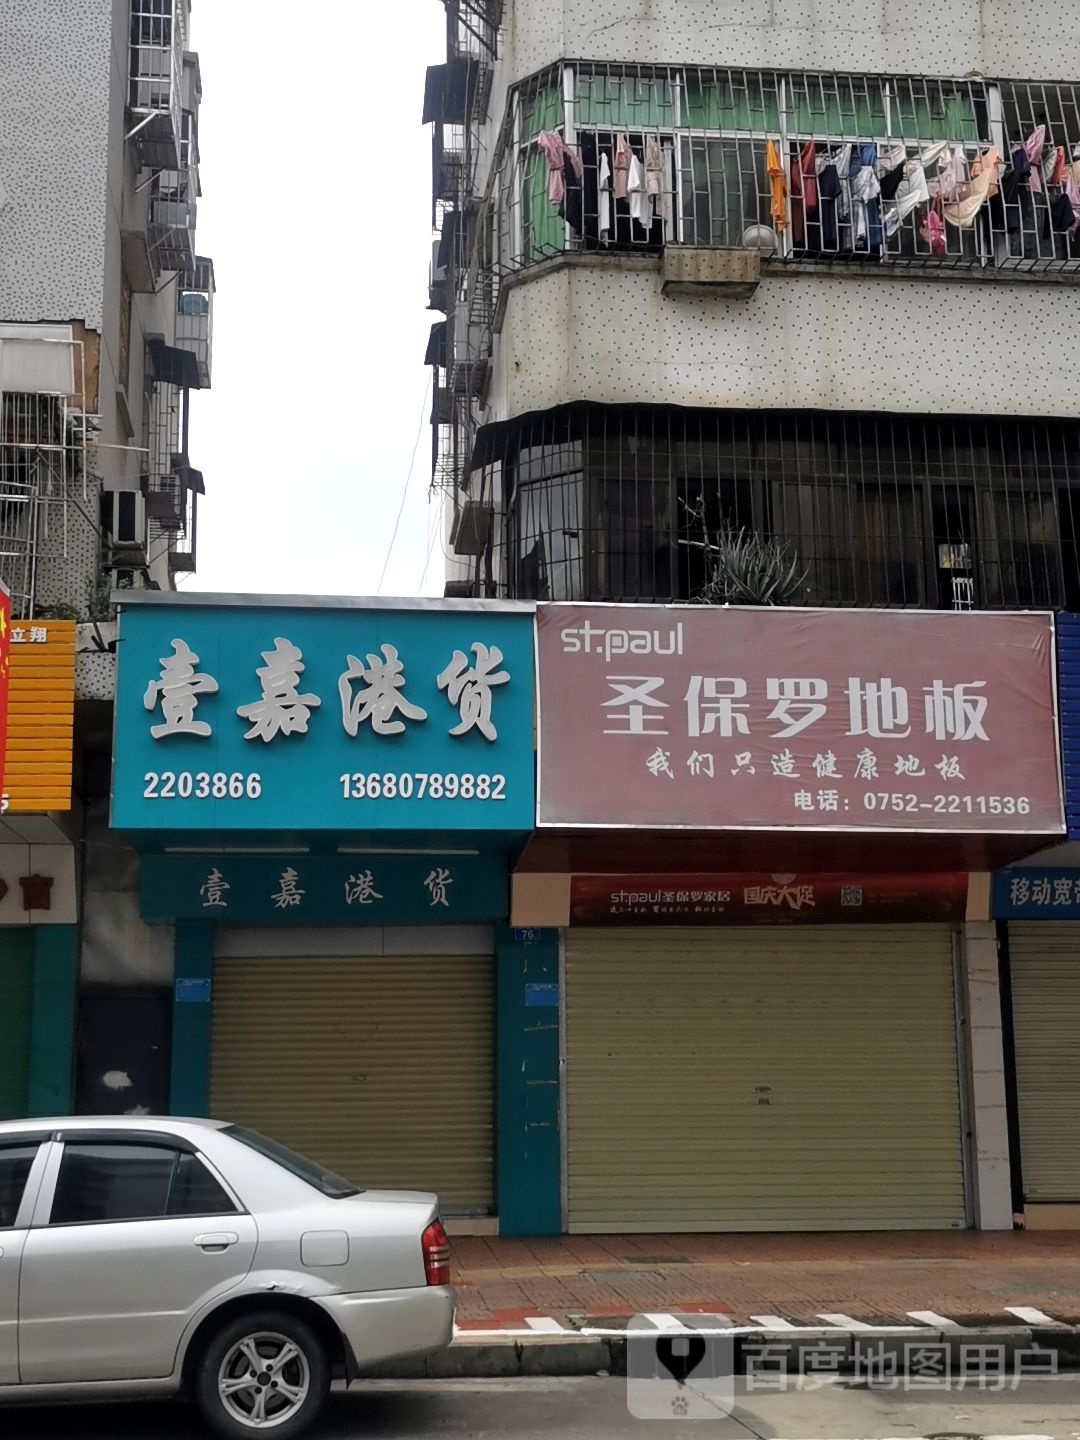 立翔
壹嘉港货
2203866 13680789882
壹嘉港货
st.paul
圣保罗地板
我们只造健康地板
电话：0752-2211536
st.paul圣保罗家居 国庆大促
移动宽带
76
百度地图用户